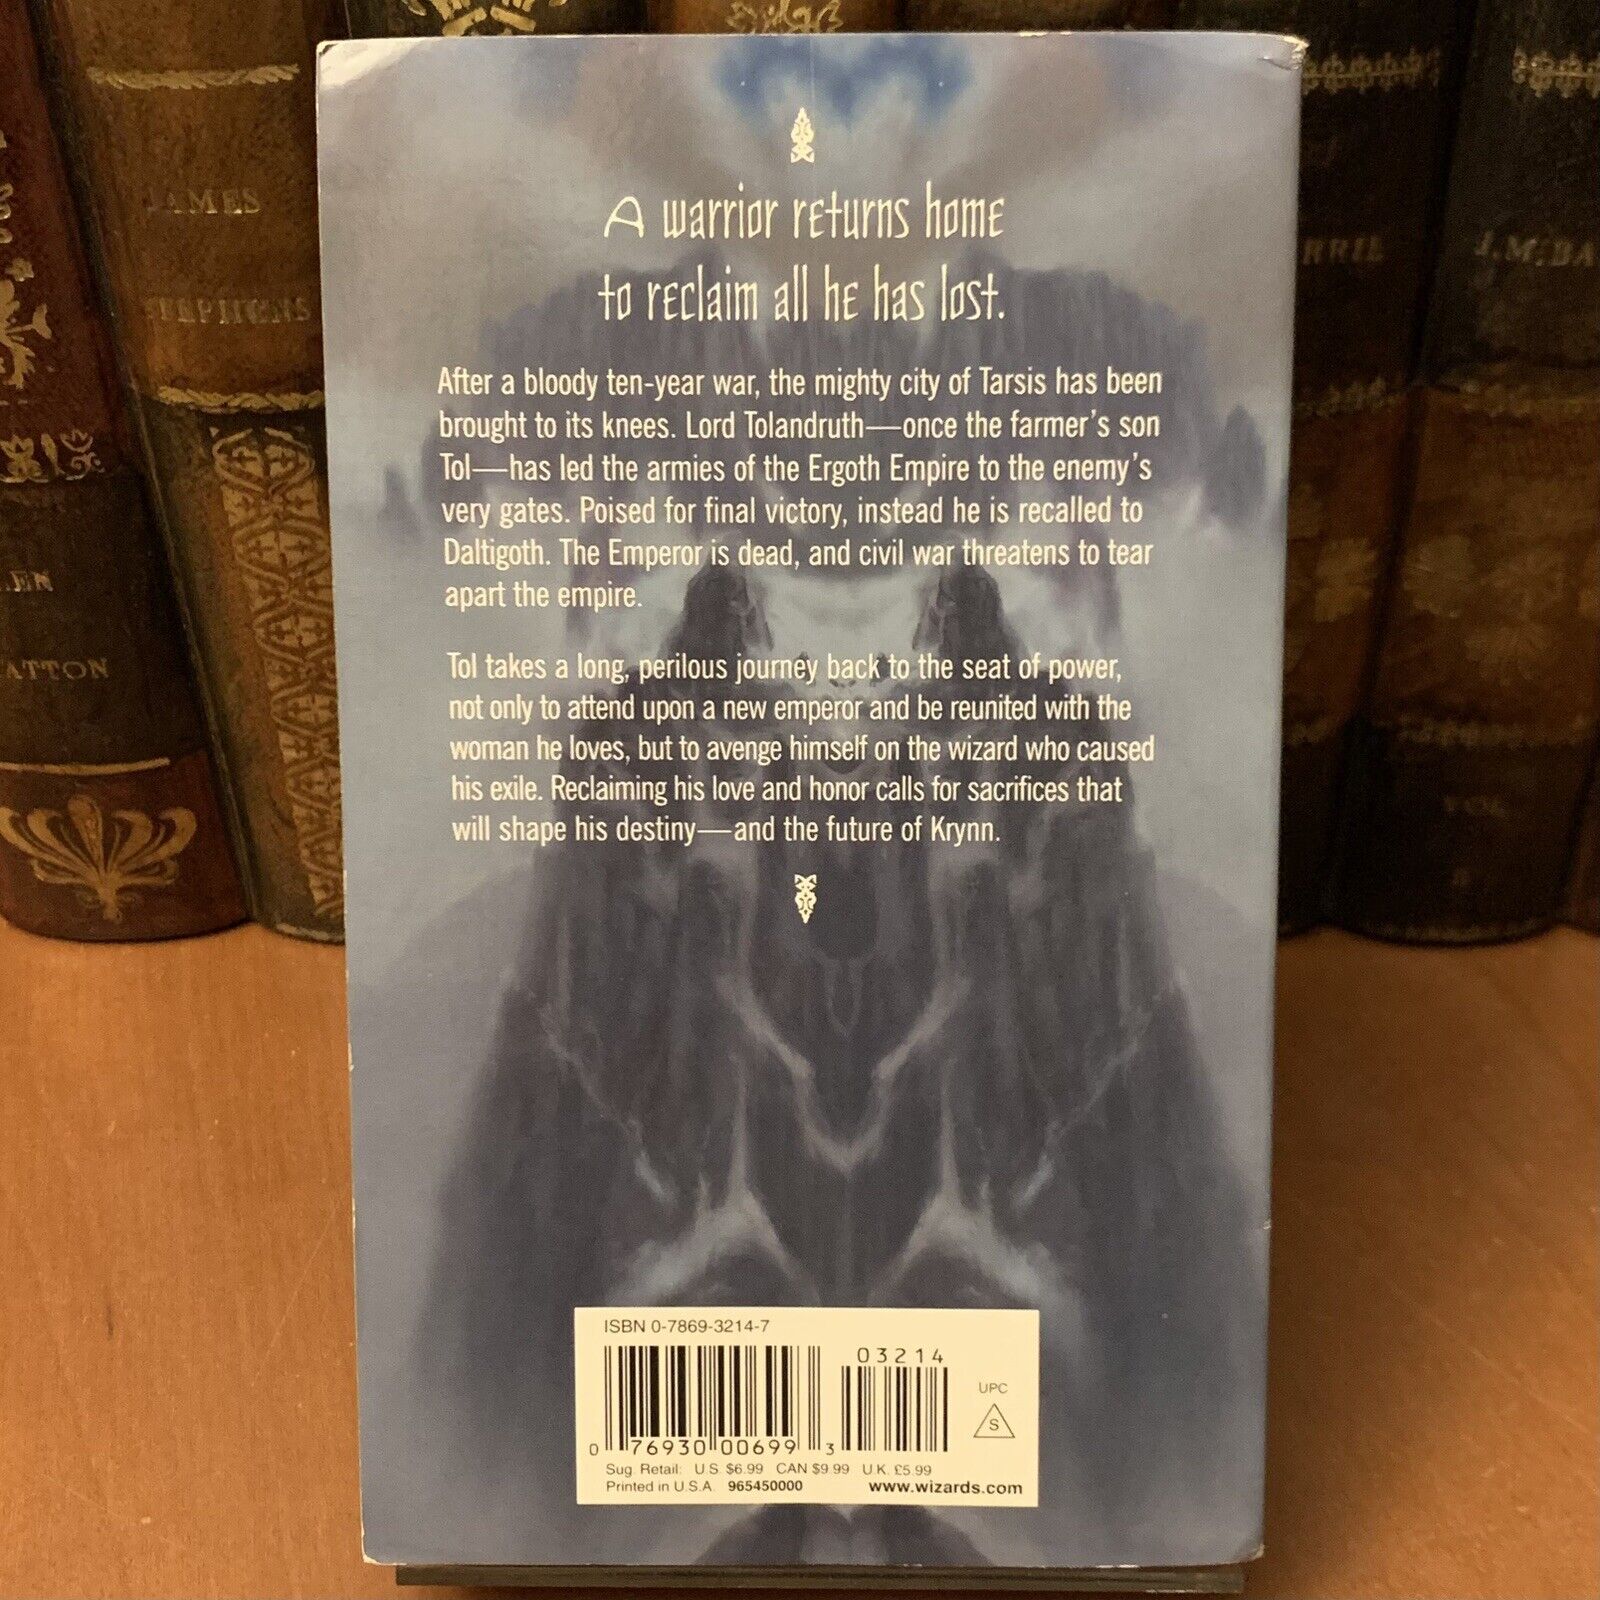 JAMES
STEPHENS
ATTON
VOL
A warrior returns home
to reclaim all he has lost.
After a bloody ten-year war, the mighty city of Tarsis has been
brought to its knees. Lord Tolandruth—once the farmer's son
Tol—has led the armies of the Ergoth Empire to the enemy's
very gates. Poised for final victory, instead he is recalled to
Daltigoth. The Emperor is dead, and civil war threatens to tear
apart the empire.
Tol takes a long, perilous journey back to the seat of power,
not only to attend upon a new emperor and be reunited with the
woman he loves, but to avenge himself on the wizard who caused
his exile. Reclaiming his love and honor calls for sacrifices that
will shape his destiny—and the future of Krynn.
ISBN 0-7869-3214-7
03214
UPC
S
0 76930 00699 3
Sug. Retail: U.S. $6.99 CAN $9.99 U.K. £5.99
Printed in U.S.A. 965450000 www.wizards.com